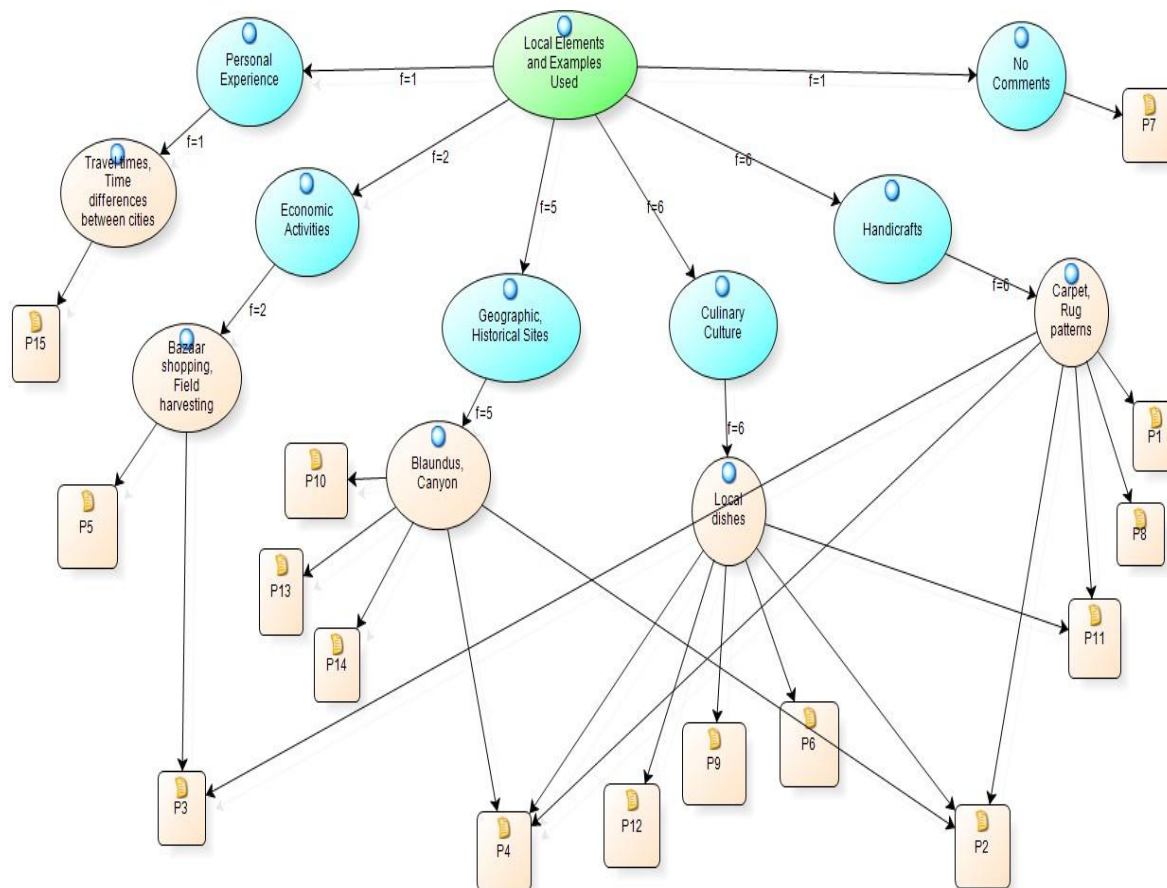 Local Elements
and Examples
Used
Personal
Experience
No
Comments
f=1
f=1
P7
f=1
f=2
f=6
Travel times,
Time
differences
between cities
Economic
Activities
f=5
f=6
Handicrafts
f=6
Carpet,
Rug
patterns
f=2
Geographic,
Historical Sites
Culinary
Culture
P15
Bazaar
shopping,
Field
harvesting
f=5
f=6
P1
Blaundus,
Canyon
Local
dishes
P10
P5
P8
P13
P14
P11
P6
P9
P3
P12
P4
P2